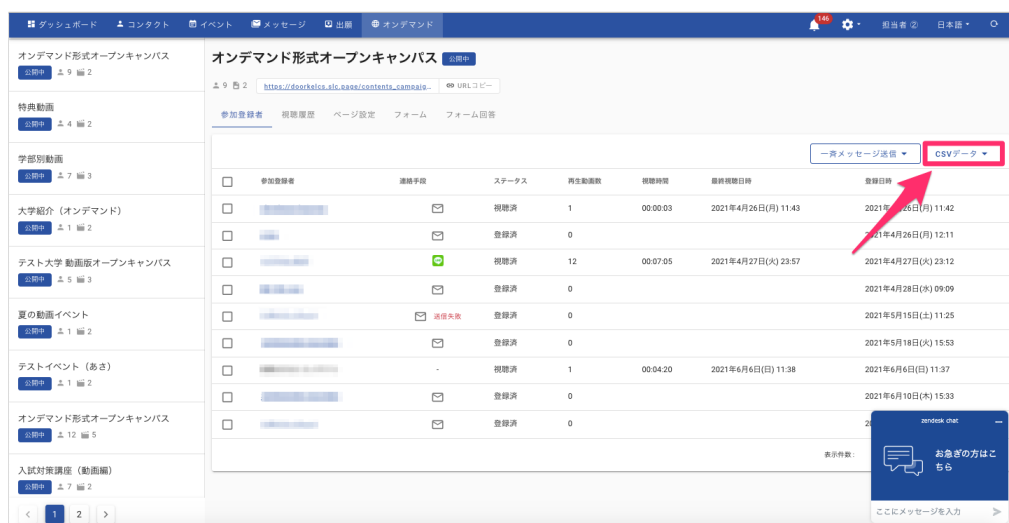 ダッシュボード コンタクト イベント メッセージ 出願 オンデマンド 146 担当者 ② 日本語
オンデマンド形式オープンキャンパス
公開中 9 2
特典動画
公開中 4 2
学部別動画
公開中 7 3
大学紹介（オンデマンド）
公開中 1 2
テスト大学 動画版オープンキャンパス
公開中 5 3
夏の動画イベント
公開中 1 2
テストイベント（あさ）
公開中 1 2
オンデマンド形式オープンキャンパス
公開中 12 5
入試対策講座（動画編）
公開中 7 2
< 1 2 >
オンデマンド形式オープンキャンパス 公開中
9 2 https://doorkelcs.slc.page/contents_campaig… URLコピー
参加登録者 視聴履歴 ページ設定 フォーム フォーム回答
一斉メッセージ送信 CSVデータ
参加登録者 連絡手段 ステータス 再生動画数 視聴時間 最終視聴日時 登録日時
視聴済 1 00:00:03 2021年4月26日(月) 11:43 2021年4月26日(月) 11:42
登録済 0 2021年4月26日(月) 12:11
視聴済 12 00:07:05 2021年4月27日(火) 23:57 2021年4月27日(火) 23:12
登録済 0 2021年4月28日(水) 09:09
送信失敗 登録済 0 2021年5月15日(土) 11:25
登録済 0 2021年5月18日(火) 15:53
- 視聴済 1 00:04:20 2021年6月6日(日) 11:38 2021年6月6日(日) 11:37
登録済 0 2021年6月10日(木) 15:33
登録済 0
表示件数:
zendesk chat
お急ぎの方はこ
ちら
ここにメッセージを入力